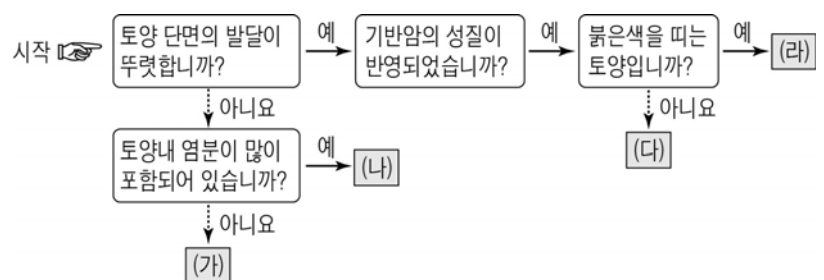 시작
토양 단면의 발달이
뚜렷합니까?
예
기반암의 성질이
반영되었습니까?
예
붉은색을 띠는
토양입니까?
예
(라)
아니요
아니요
토양내 염분이 많이
포함되어 있습니까?
예
(나)
(다)
아니요
(가)